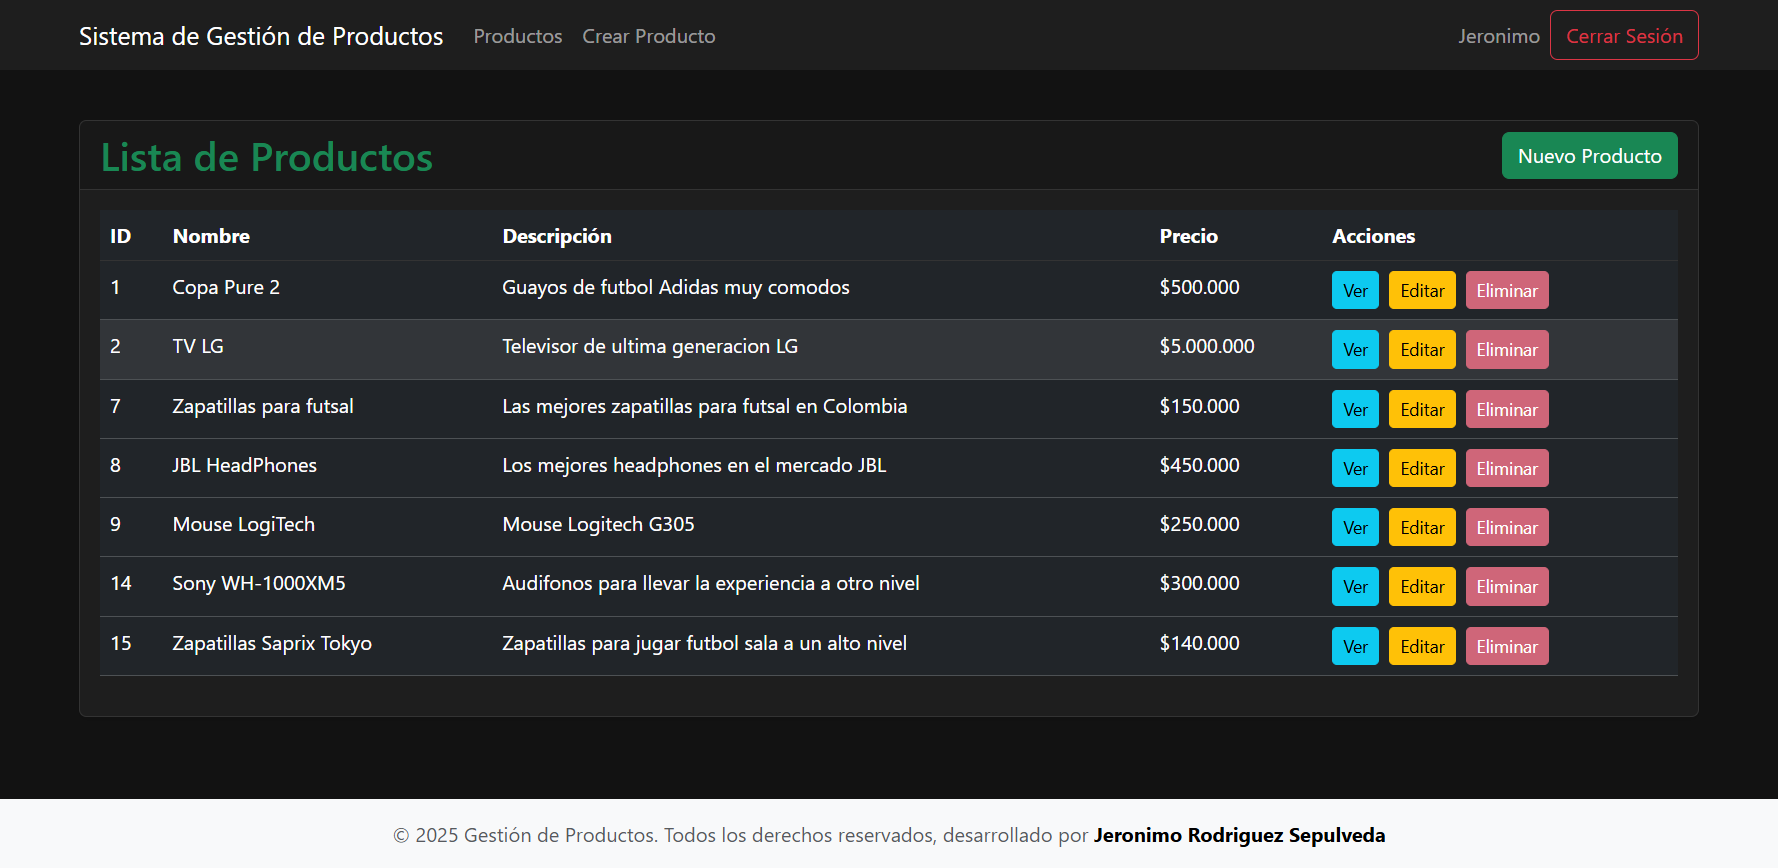 Sistema de Gestión de Productos Productos Crear Producto Jeronimo Cerrar Sesión
Lista de Productos Nuevo Producto
ID Nombre Descripción Precio Acciones
1 Copa Pure 2 Guayos de futbol Adidas muy comodos $500.000 Ver Editar Eliminar
2 TV LG Televisor de ultima generacion LG $5.000.000 Ver Editar Eliminar
7 Zapatillas para futsal Las mejores zapatillas para futsal en Colombia $150.000 Ver Editar Eliminar
8 JBL HeadPhones Los mejores headphones en el mercado JBL $450.000 Ver Editar Eliminar
9 Mouse LogiTech Mouse Logitech G305 $250.000 Ver Editar Eliminar
14 Sony WH-1000XM5 Audifonos para llevar la experiencia a otro nivel $300.000 Ver Editar Eliminar
15 Zapatillas Saprix Tokyo Zapatillas para jugar futbol sala a un alto nivel $140.000 Ver Editar Eliminar
© 2025 Gestión de Productos. Todos los derechos reservados, desarrollado por Jeronimo Rodriguez Sepulveda